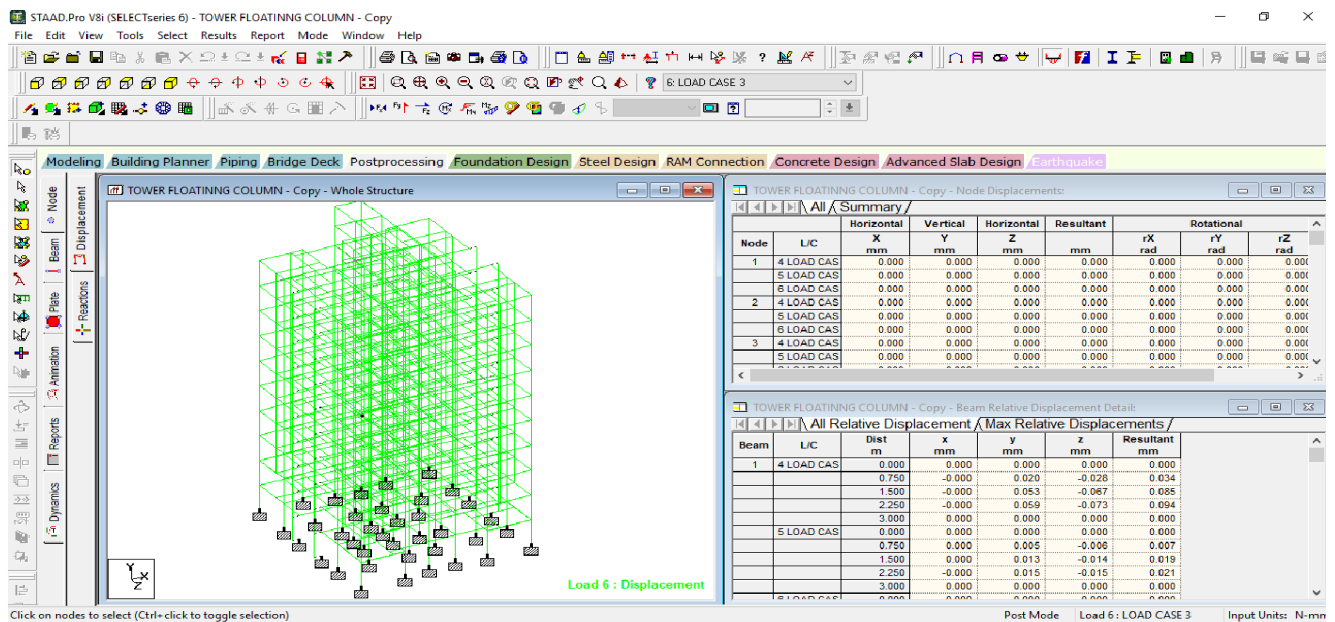 STAAD.Pro V8i (SELECTseries 6) - TOWER FLOATINNG COLUMN - Copy
File Edit View Tools Select Results Report Mode Window Help
6: LOAD CASE 3
Modeling Building Planner Piping Bridge Deck Postprocessing Foundation Design Steel Design RAM Connection Concrete Design Advanced Slab Design Earthquake
Node
Beam
Plate
Animation
Reports
Dynamics
Displacement
Reactions
TOWER FLOATINNG COLUMN - Copy - Whole Structure
Y
X
Z
Load 6 : Displacement
TOWER FLOATINNG COLUMN - Copy - Node Displacements:
All Summary
Horizontal Vertical Horizontal Resultant Rotational
Node L/C X mm Y mm Z mm mm rX rad rY rad rZ rad
1 4 LOAD CAS 0.000 0.000 0.000 0.000 0.000 0.000 0.000
5 LOAD CAS 0.000 0.000 0.000 0.000 0.000 0.000 0.000
6 LOAD CAS 0.000 0.000 0.000 0.000 0.000 0.000 0.000
2 4 LOAD CAS 0.000 0.000 0.000 0.000 0.000 0.000 0.000
5 LOAD CAS 0.000 0.000 0.000 0.000 0.000 0.000 0.000
6 LOAD CAS 0.000 0.000 0.000 0.000 0.000 0.000 0.000
3 4 LOAD CAS 0.000 0.000 0.000 0.000 0.000 0.000 0.000
5 LOAD CAS 0.000 0.000 0.000 0.000 0.000 0.000 0.000
TOWER FLOATINNG COLUMN - Copy - Beam Relative Displacement Detail:
All Relative Displacement Max Relative Displacements
Beam L/C Dist m x mm y mm z mm Resultant mm
1 4 LOAD CAS 0.000 0.000 0.000 0.000 0.000
0.750 -0.000 0.020 -0.028 0.034
1.500 -0.000 0.053 -0.067 0.085
2.250 -0.000 0.059 -0.073 0.094
3.000 0.000 0.000 0.000 0.000
5 LOAD CAS 0.000 0.000 0.000 0.000 0.000
0.750 0.000 0.005 -0.006 0.007
1.500 0.000 0.013 -0.014 0.019
2.250 -0.000 0.015 -0.015 0.021
3.000 0.000 0.000 0.000 0.000
Click on nodes to select (Ctrl+click to toggle selection)
Post Mode Load 6 : LOAD CASE 3 Input Units: N-mm